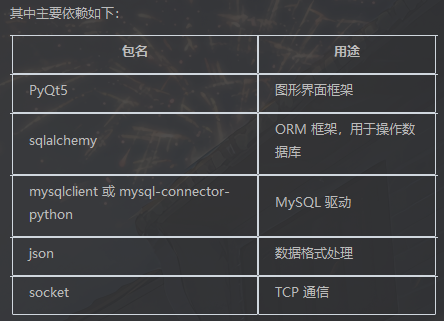 其中主要依赖如下：
包名 用途
PyQt5 图形界面框架
sqlalchemy ORM 框架，用于操作数
据库
mysqlclient 或 mysql-connector-
python MySQL 驱动
json 数据格式处理
socket TCP 通信